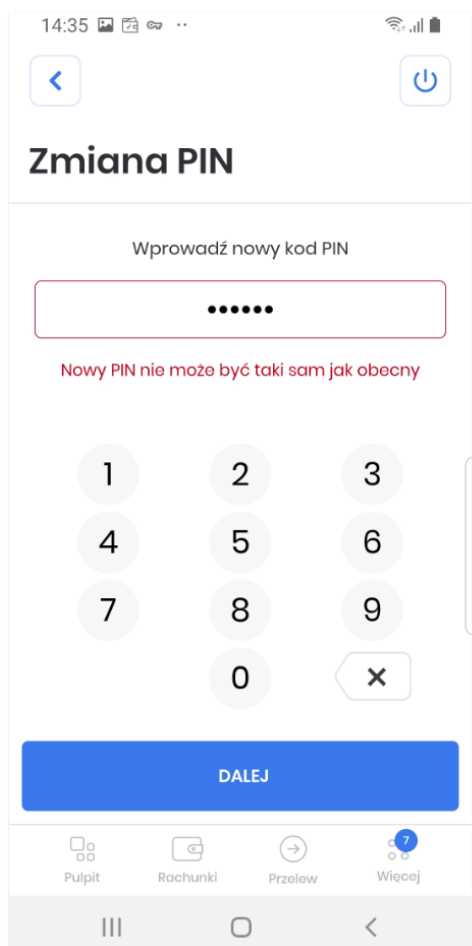 14:35
Zmiana PIN
Wprowadź nowy kod PIN
••••••
Nowy PIN nie może być taki sam jak obecny
1 2 3
4 5 6
7 8 9
0
DALEJ
7
Pulpit Rachunki Przelew Więcej